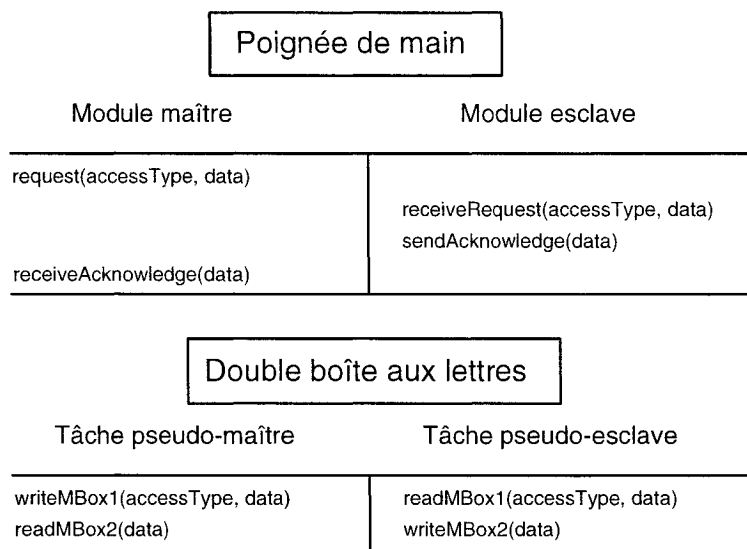 Poignée de main
Module maître Module esclave
request(accessType, data)
receiveRequest(accessType, data)
sendAcknowledge(data)
receiveAcknowledge(data)
Double boîte aux lettres
Tâche pseudo-maître Tâche pseudo-esclave
writeMBox1(accessType, data) readMBox1(accessType, data)
readMBox2(data) writeMBox2(data)